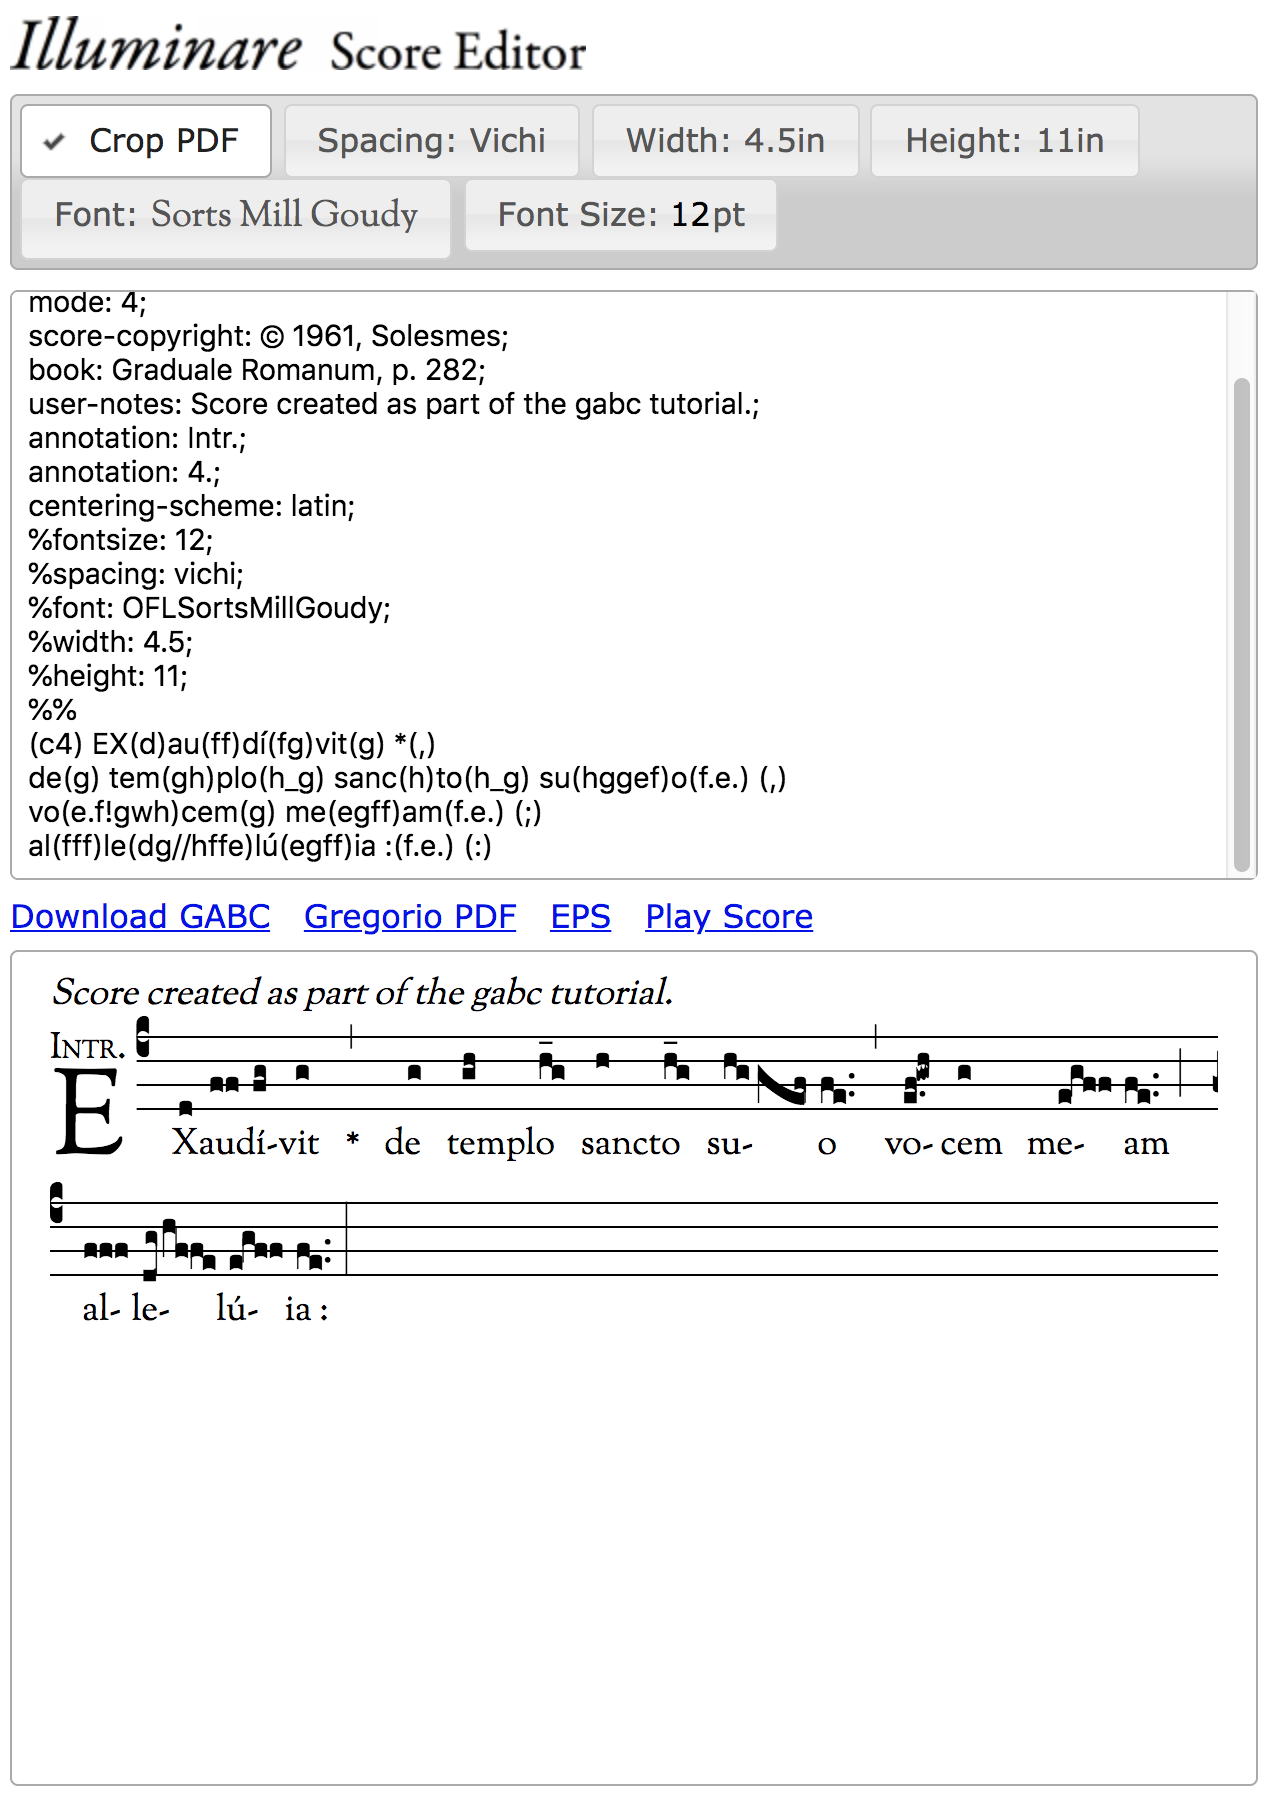 Illuminare Score Editor
✔ Crop PDF Spacing: Vichi Width: 4.5in Height: 11in
Font: Sorts Mill Goudy Font Size: 12pt
mode: 4;
score-copyright: © 1961, Solesmes;
book: Graduale Romanum, p. 282;
user-notes: Score created as part of the gabc tutorial.;
annotation: Intr.;
annotation: 4.;
centering-scheme: latin;
%fontsize: 12;
%spacing: vichi;
%font: OFLSortsMillGoudy;
%width: 4.5;
%height: 11;
%%
(c4) EX(d)au(ff)dí(fg)vit(g) *(,)
de(g) tem(gh)plo(h_g) sanc(h)to(h_g) su(hggef)o(f.e.) (,)
vo(e.f!gwh)cem(g) me(egff)am(f.e.) (;)
al(fff)le(dg//hffe)lú(egff)ia :(f.e.) (:)
Download GABC Gregorio PDF EPS Play Score
Score created as part of the gabc tutorial.
Intr.
EXaudí-vit * de templo sancto su- o vo- cem me- am
al- le- lú- ia :